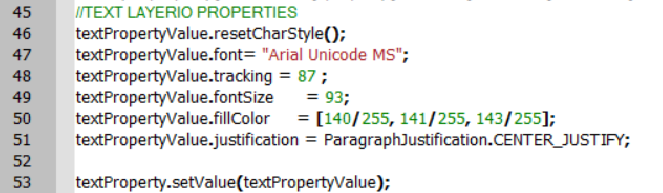 45 //TEXT LAYERIO PROPERTIES
46 textPropertyValue.resetCharStyle();
47 textPropertyValue.font= "Arial Unicode MS";
48 textPropertyValue.tracking = 87 ;
49 textPropertyValue.fontSize = 93;
50 textPropertyValue.fillColor = [140/255, 141/255, 143/255];
51 textPropertyValue.justification = ParagraphJustification.CENTER_JUSTIFY;
52
53 textProperty.setValue(textPropertyValue);